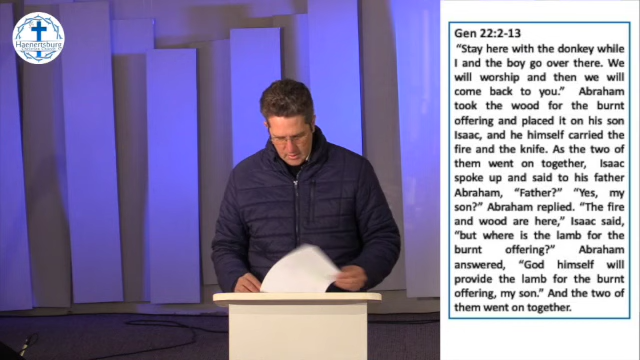 Haenertsburg
Christian Church
Gen 22:2-13
“Stay here with the donkey while
I and the boy go over there. We
will worship and then we will
come back to you.” Abraham
took the wood for the burnt
offering and placed it on his son
Isaac, and he himself carried the
fire and the knife. As the two of
them went on together, Isaac
spoke up and said to his father
Abraham, “Father?” “Yes, my
son?” Abraham replied. “The fire
and wood are here,” Isaac said,
“but where is the lamb for the
burnt offering?” Abraham
answered, “God himself will
provide the lamb for the burnt
offering, my son.” And the two of
them went on together.